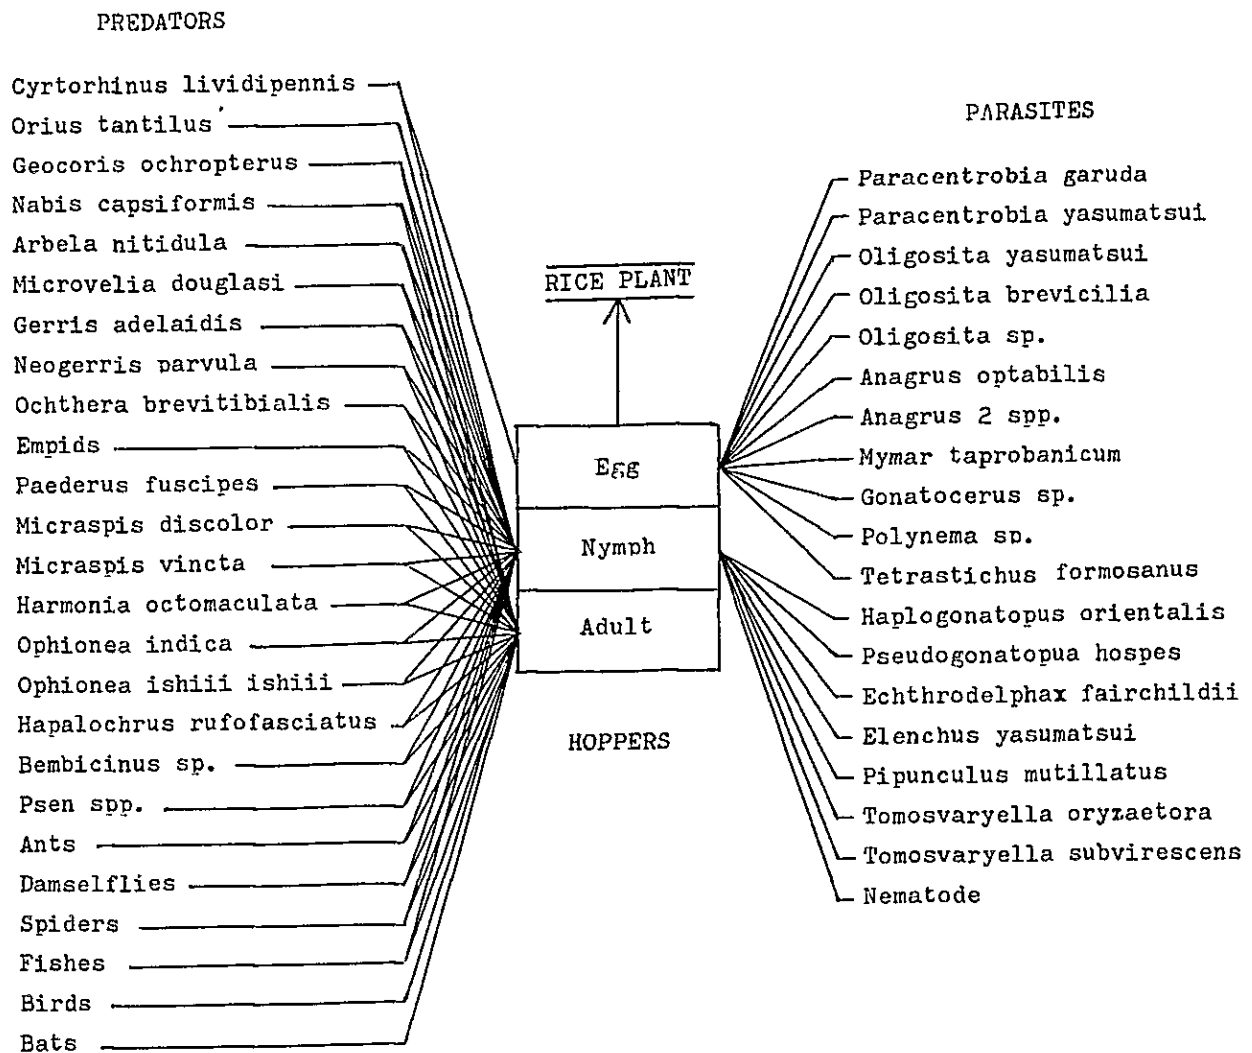 PREDATORS
Cyrtorhinus lividipennis
Orius tantilus
Geocoris ochropterus
Nabis capsiformis
Arbela nitidula
Microvelia douglasi
Gerris adelaidis
Neogerris parvula
Ochthera brevitibialis
Empids
Paederus fuscipes
Micraspis discolor
Micraspis vincta
Harmonia octomaculata
Ophionea indica
Ophionea ishiii ishiii
Hapalochrus rufofasciatus
Bembicinus sp.
Psen spp.
Ants
Damselflies
Spiders
Fishes
Birds
Bats
RICE PLANT
Egg
Nymph
Adult
HOPPERS
PARASITES
Paracentrobia garuda
Paracentrobia yasumatsui
Oligosita yasumatsui
Oligosita brevicilia
Oligosita sp.
Anagrus optabilis
Anagrus 2 spp.
Mymar taprobanicum
Gonatocerus sp.
Polynema sp.
Tetrastichus formosanus
Haplogonatopus orientalis
Pseudogonatopua hospes
Echthrodelphax fairchildii
Elenchus yasumatsui
Pipunculus mutillatus
Tomosvaryella oryzaetora
Tomosvaryella subvirescens
Nematode